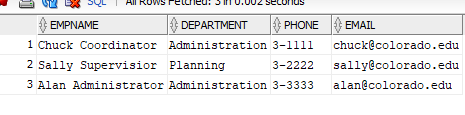 SQL | All Rows Fetched: 3 in 0.002 seconds
EMPNAME DEPARTMENT PHONE EMAIL
1 Chuck Coordinator Administration 3-1111 chuck@colorado.edu
2 Sally Supervisior Planning 3-2222 sally@colorado.edu
3 Alan Administrator Administration 3-3333 alan@colorado.edu